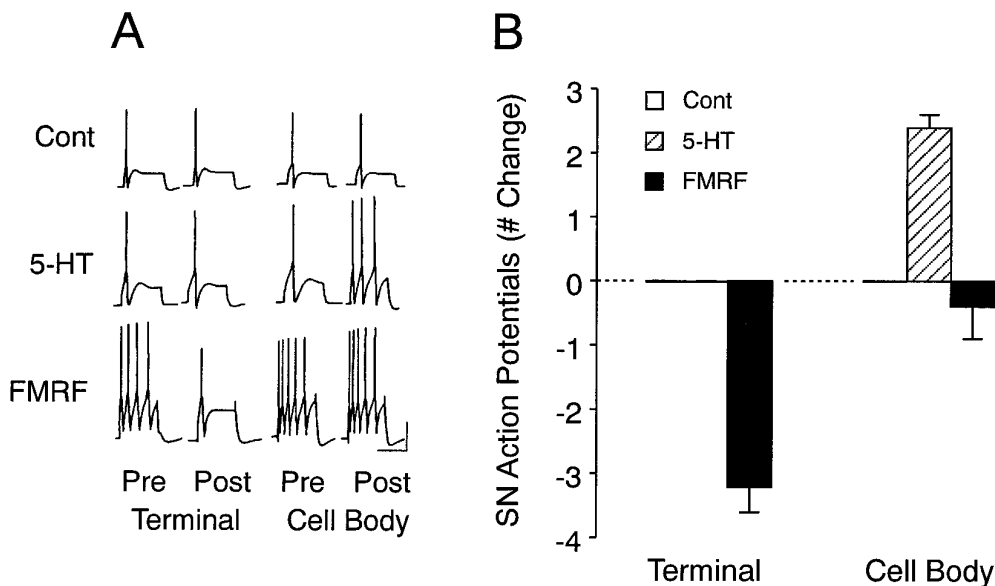 A
Cont
5-HT
FMRF
Pre Post Pre Post
Terminal Cell Body
B
SN Action Potentials (# Change)
3
2
1
0
-1
-2
-3
-4
Cont
5-HT
FMRF
Terminal Cell Body